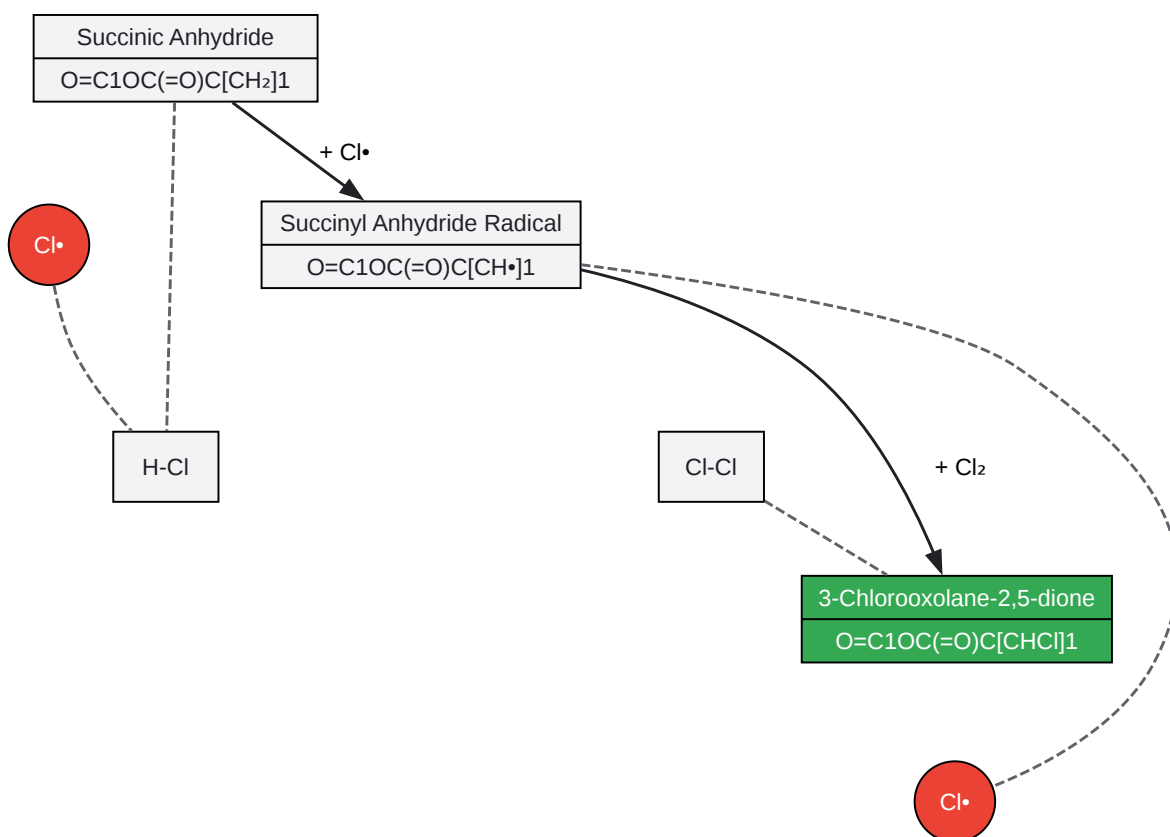 Succinic Anhydride
O=C1OC(=O)C[CH₂]1
+ Cl•
Succinyl Anhydride Radical
O=C1OC(=O)C[CH•]1
Cl•
H-Cl
Cl-Cl
+ Cl₂
3-Chlorooxolane-2,5-dione
O=C1OC(=O)C[CHCl]1
Cl•